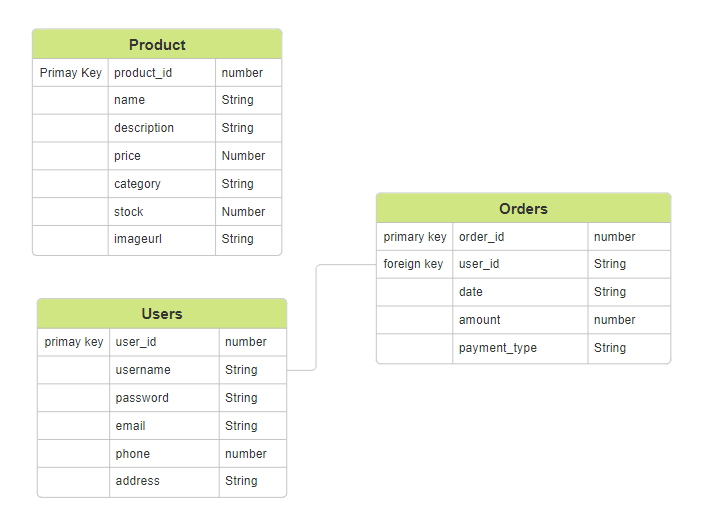 Product
Primay Key product_id number
name String
description String
price Number
category String
stock Number
imageurl String
Orders
primary key order_id number
foreign key user_id String
date String
amount number
payment_type String
Users
primay key user_id number
username String
password String
email String
phone number
address String